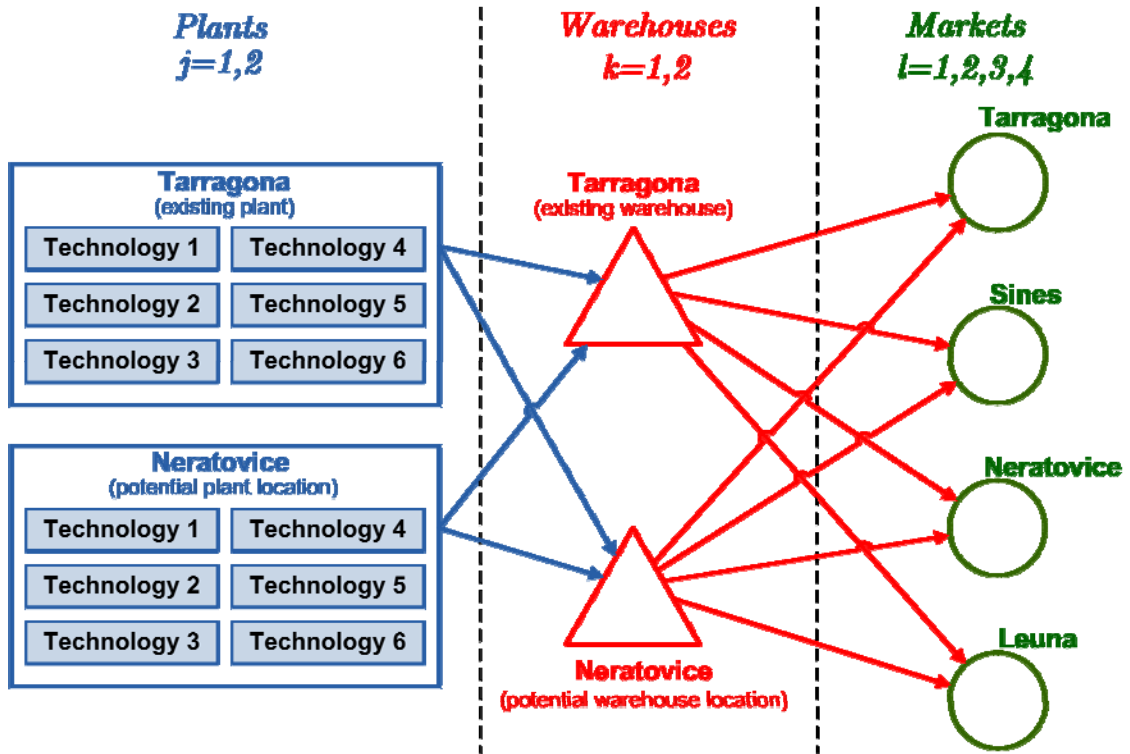 Plants
j=1,2
Warehouses
k=1,2
Markets
l=1,2,3,4
Tarragona
(existing plant)
Technology 1
Technology 4
Technology 2
Technology 5
Technology 3
Technology 6
Neratovice
(potential plant location)
Technology 1
Technology 4
Technology 2
Technology 5
Technology 3
Technology 6
Tarragona
(existing warehouse)
Neratovice
(potential warehouse location)
Tarragona
Sines
Neratovice
Leuna